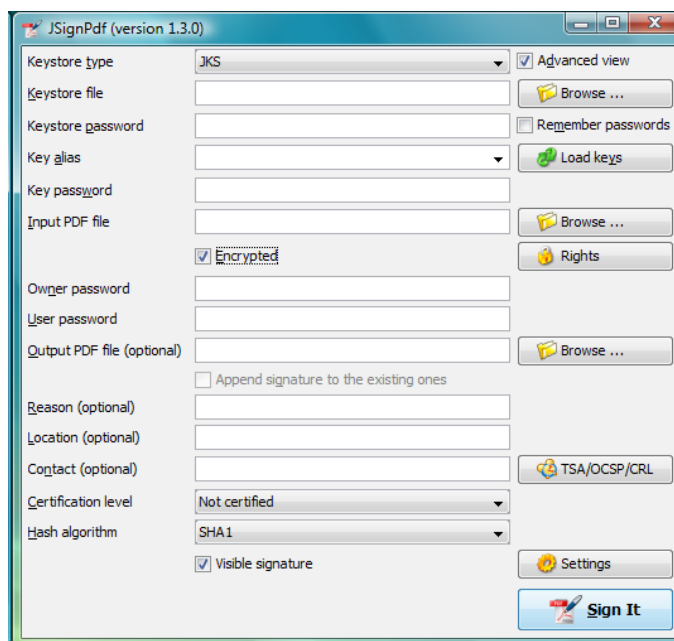 JSignPdf (version 1.3.0)
Keystore type JKS Advanced view
Keystore file Browse ...
Keystore password Remember passwords
Key alias Load keys
Key password
Input PDF file Browse ...
Encrypted Rights
Owner password
User password
Output PDF file (optional) Browse ...
Append signature to the existing ones
Reason (optional)
Location (optional)
Contact (optional) TSA/OCSP/CRL
Certification level Not certified
Hash algorithm SHA1
Visible signature Settings
Sign It